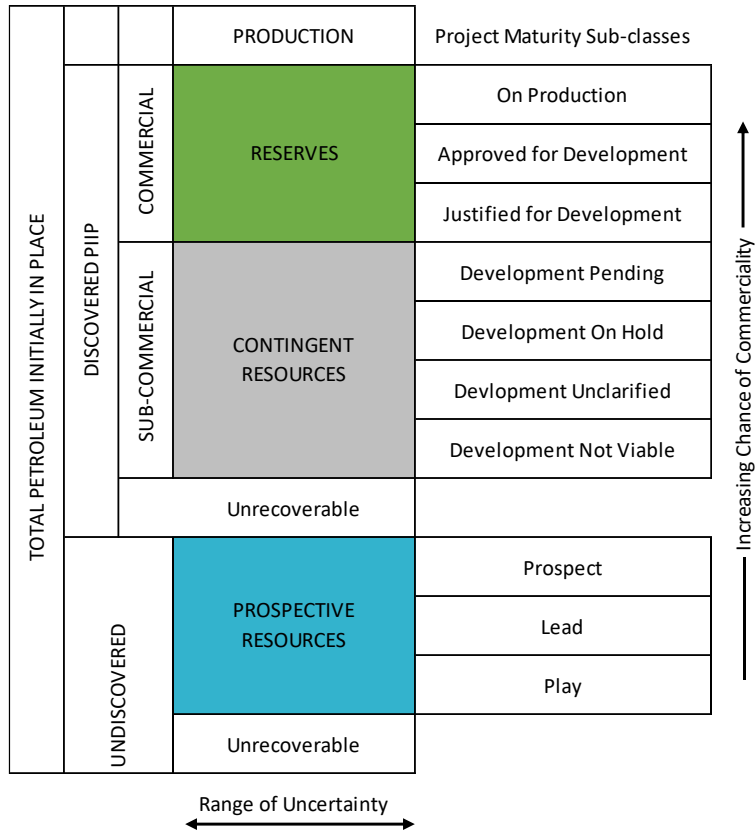 PRODUCTION
Project Maturity Sub-classes
TOTAL PETROLEUM INITIALLY IN PLACE
DISCOVERED PIIP
COMMERCIAL
RESERVES
On Production
Approved for Development
Justified for Development
SUB-COMMERCIAL
CONTINGENT
RESOURCES
Development Pending
Development On Hold
Devlopment Unclarified
Development Not Viable
Unrecoverable
UNDISCOVERED
PROSPECTIVE
RESOURCES
Prospect
Lead
Play
Unrecoverable
Increasing Chance of Commerciality
Range of Uncertainty